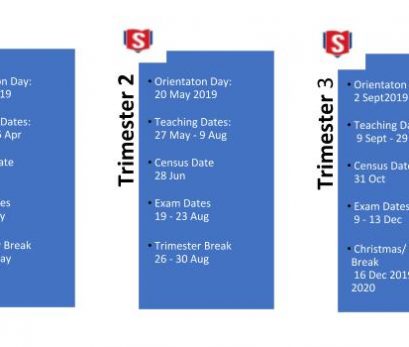 on Day:
19
Dates:
Apr
ate
es
y
r Break
ay
S
Trimester 2
• Orientaton Day:
20 May 2019
• Teaching Dates:
27 May - 9 Aug
• Census Date
28 Jun
• Exam Dates
19 - 23 Aug
• Trimester Break
26 - 30 Aug
S
Trimester 3
• Orientaton
2 Sept2019
• Teaching Da
9 Sept - 29
• Census Date
31 Oct
• Exam Dates
9 - 13 Dec
• Christmas/
Break
16 Dec 2019
2020